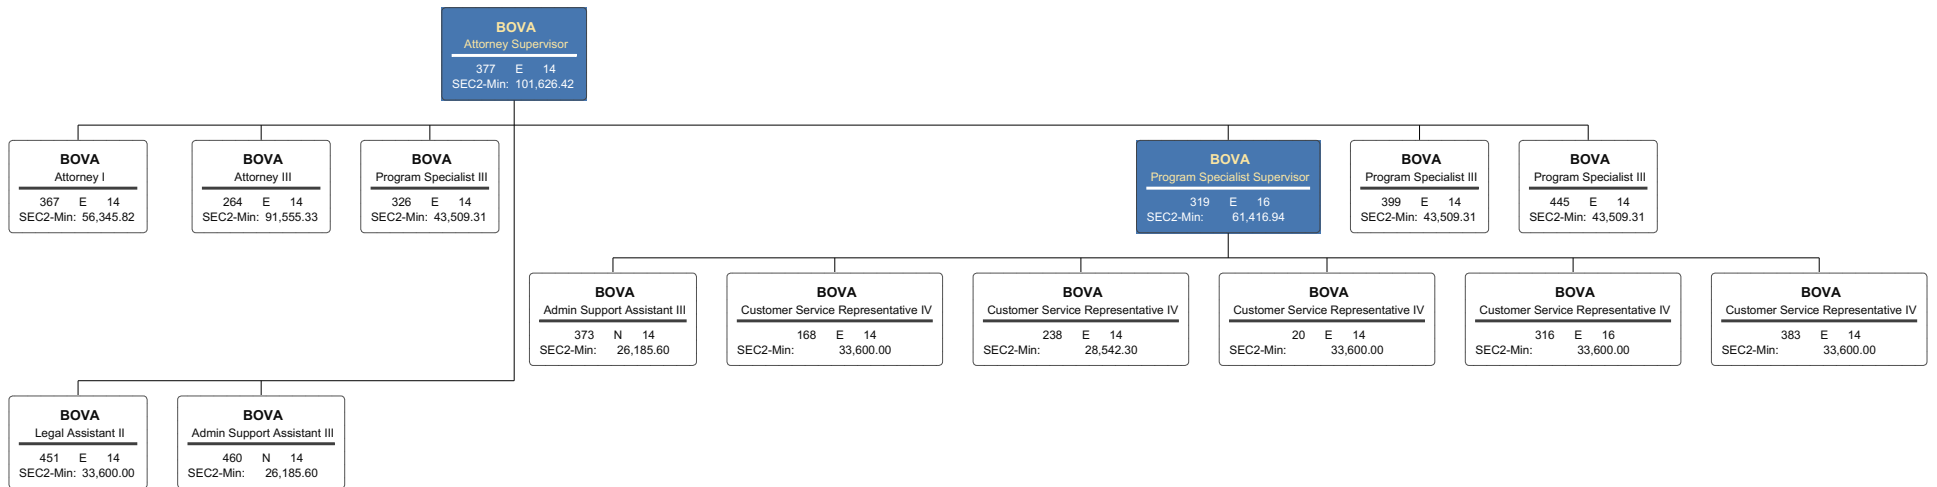 BOVA
Attorney Supervisor
377 E 14
SEC2-Min: 101,626.42
BOVA
Attorney I
367 E 14
SEC2-Min: 56,345.82
BOVA
Attorney III
264 E 14
SEC2-Min: 91,555.33
BOVA
Program Specialist III
326 E 14
SEC2-Min: 43,509.31
BOVA
Program Specialist Supervisor
319 E 16
SEC2-Min: 61,416.94
BOVA
Program Specialist III
399 E 14
SEC2-Min: 43,509.31
BOVA
Program Specialist III
445 E 14
SEC2-Min: 43,509.31
BOVA
Admin Support Assistant III
373 N 14
SEC2-Min: 26,185.60
BOVA
Customer Service Representative IV
168 E 14
SEC2-Min: 33,600.00
BOVA
Customer Service Representative IV
238 E 14
SEC2-Min: 28,542.30
BOVA
Customer Service Representative IV
20 E 14
SEC2-Min: 33,600.00
BOVA
Customer Service Representative IV
316 E 16
SEC2-Min: 33,600.00
BOVA
Customer Service Representative IV
383 E 14
SEC2-Min: 33,600.00
BOVA
Legal Assistant II
451 E 14
SEC2-Min: 33,600.00
BOVA
Admin Support Assistant III
460 N 14
SEC2-Min: 26,185.60